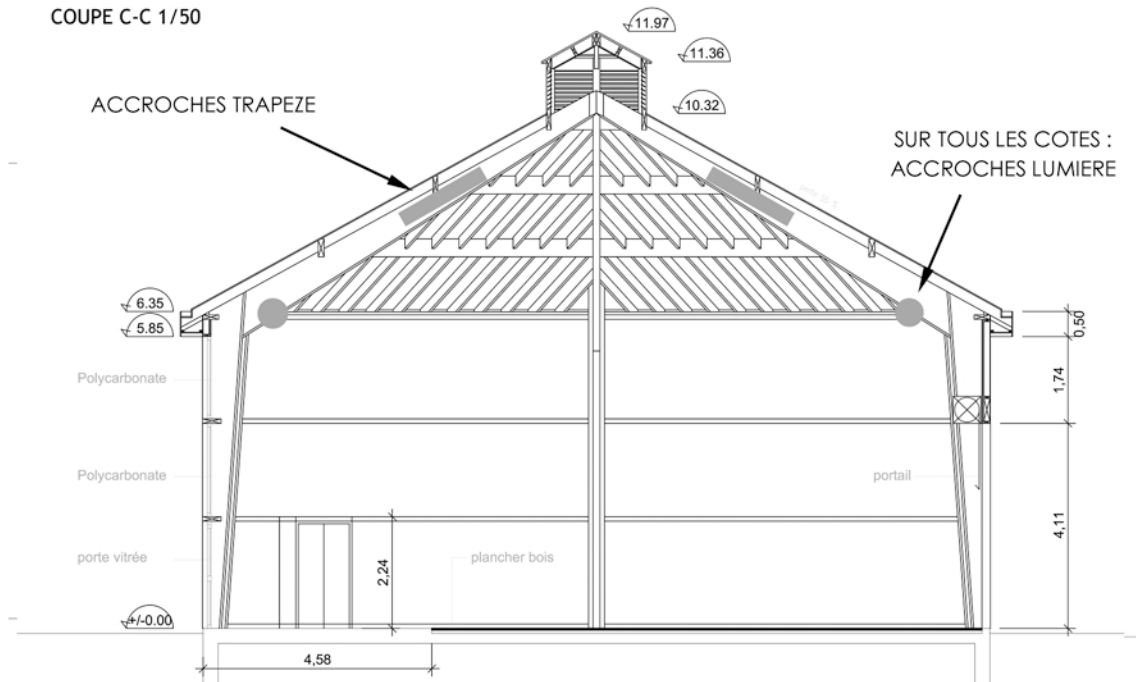 COUPE C-C 1/50
11.97
11.36
ACCROCHES TRAPEZE
10.32
SUR TOUS LES COTES :
ACCROCHES LUMIERE
6.35
5.85
0,50
Polycarbonate
1,74
Polycarbonate
portail
4,11
porte vitrée
2,24
plancher bois
+/-0.00
4,58